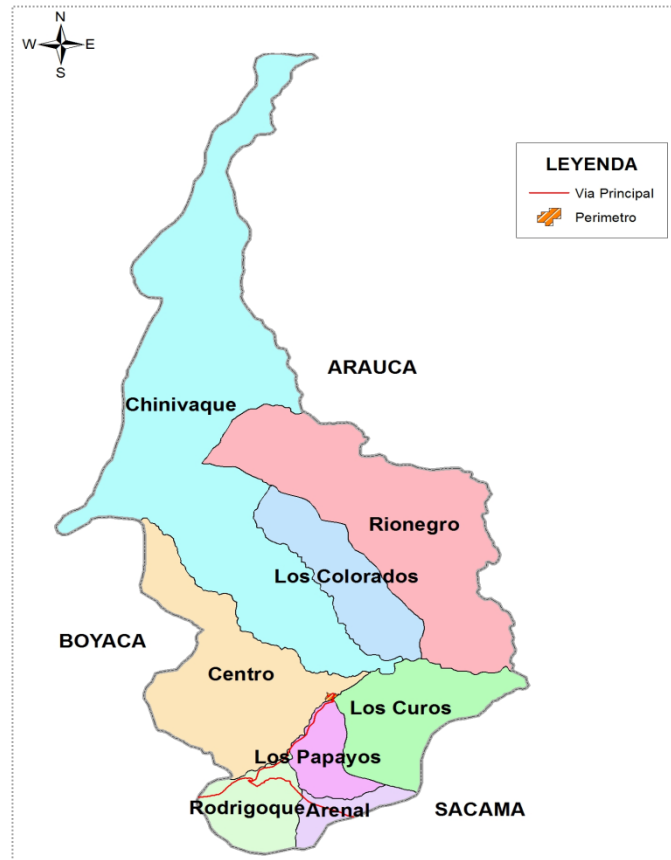 N
W E
S
LEYENDA
Via Principal
Perimetro
ARAUCA
Chinivaque
Rionegro
Los Colorados
BOYACA
Centro
Los Curos
Los Papayos
Rodrigoque
Arenal
SACAMA